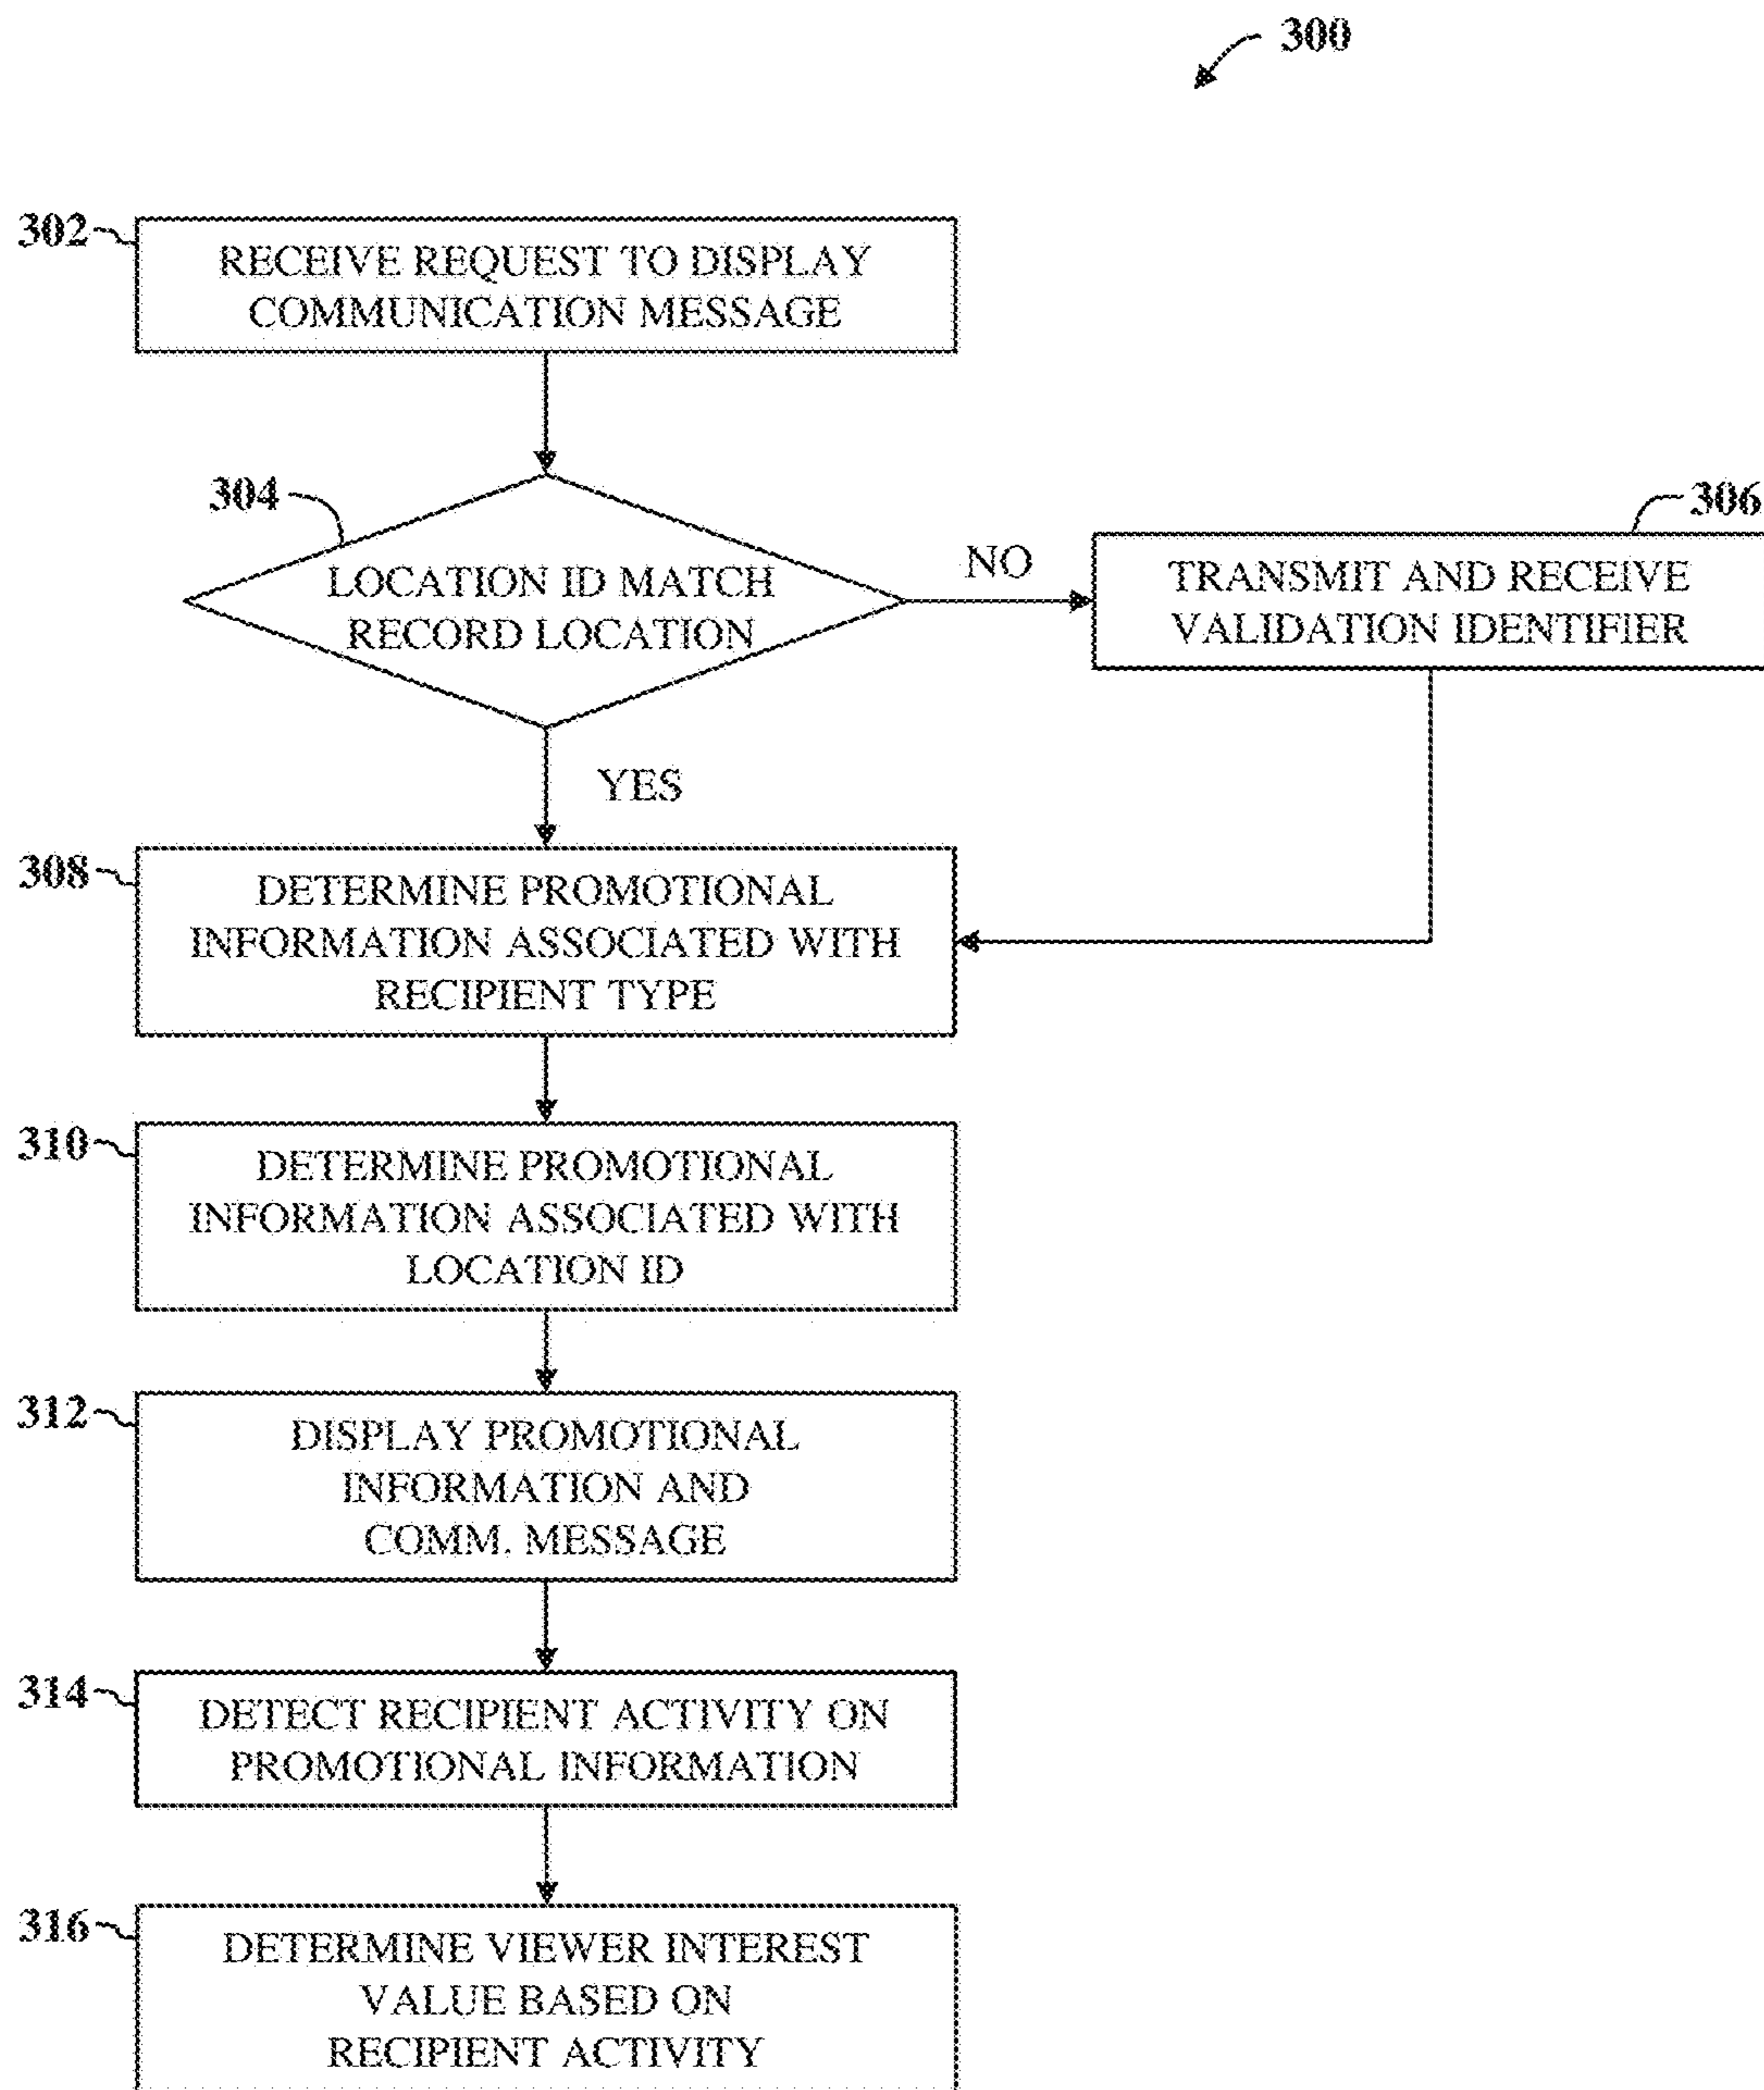 300
302
RECEIVE REQUEST TO DISPLAY
COMMUNICATION MESSAGE
304
LOCATION ID MATCH
RECORD LOCATION
NO
306
TRANSMIT AND RECEIVE
VALIDATION IDENTIFIER
YES
308
DETERMINE PROMOTIONAL
INFORMATION ASSOCIATED WITH
RECIPIENT TYPE
310
DETERMINE PROMOTIONAL
INFORMATION ASSOCIATED WITH
LOCATION ID
312
DISPLAY PROMOTIONAL
INFORMATION AND
COMM. MESSAGE
314
DETECT RECIPIENT ACTIVITY ON
PROMOTIONAL INFORMATION
316
DETERMINE VIEWER INTEREST
VALUE BASED ON
RECIPIENT ACTIVITY